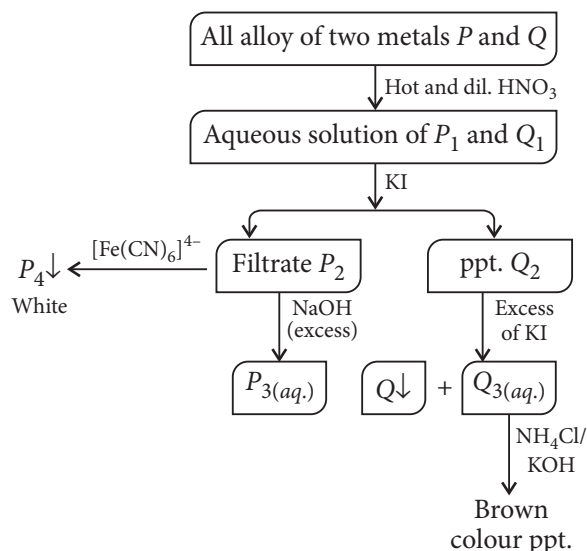 All alloy of two metals P and Q
Hot and dil. HNO₃
Aqueous solution of P₁ and Q₁
KI
[Fe(CN)₆]⁴⁻
P₄↓
White
Filtrate P₂
ppt. Q₂
NaOH
(excess)
Excess
of KI
P₃(aq.)
Q↓ + Q₃(aq.)
NH₄Cl/
KOH
Brown
colour ppt.